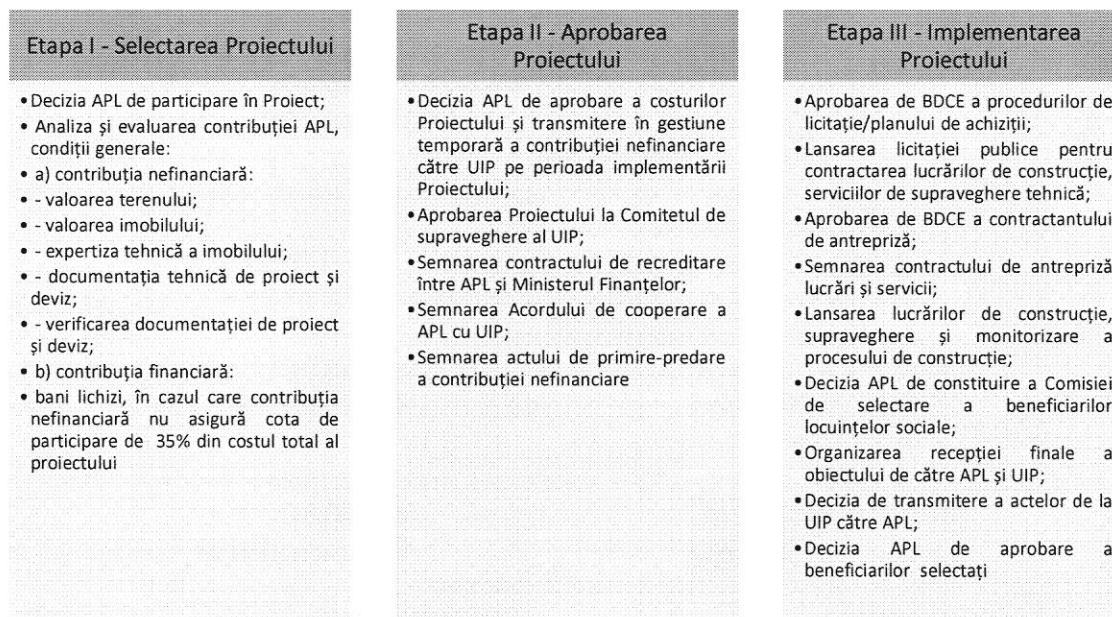 Etapa I - Selectarea Proiectului
• Decizia APL de participare în Proiect;
• Analiza și evaluarea contribuției APL,
condiții generale:
• a) contribuția nefinanciară:
• - valoarea terenului;
• - valoarea imobilului;
• - expertiza tehnică a imobilului;
• - documentația tehnică de proiect și
deviz;
• - verificarea documentației de proiect
și deviz;
• b) contribuția financiară:
• bani lichizi, în cazul care contribuția
nefinanciară nu asigură cota de
participare de 35% din costul total al
proiectului
Etapa II - Aprobarea
Proiectului
• Decizia APL de aprobare a costurilor
Proiectului și transmitere în gestiune
temporară a contribuției nefinanciare
către UIP pe perioada implementării
Proiectului;
• Aprobarea Proiectului la Comitetul de
supraveghere al UIP;
• Semnarea contractului de recreditare
între APL și Ministerul Finanțelor;
• Semnarea Acordului de cooperare a
APL cu UIP;
• Semnarea actului de primire-predare
a contribuției nefinanciare
Etapa III - Implementarea
Proiectului
• Aprobarea de BDCE a procedurilor de
licitație/planului de achiziții;
• Lansarea licitației publice pentru
contractarea lucrărilor de construcție,
serviciilor de supraveghere tehnică;
• Aprobarea de BDCE a contractantului
de antrepriză;
• Semnarea contractului de antrepriză
lucrări și servicii;
• Lansarea lucrărilor de construcție,
supraveghere și monitorizare a
procesului de construcție;
• Decizia APL de constituire a Comisiei
de selectare a beneficiarilor
locuințelor sociale;
• Organizarea recepției finale a
obiectului de către APL și UIP;
• Decizia de transmitere a actelor de la
UIP către APL;
• Decizia APL de aprobare a
beneficiarilor selectați